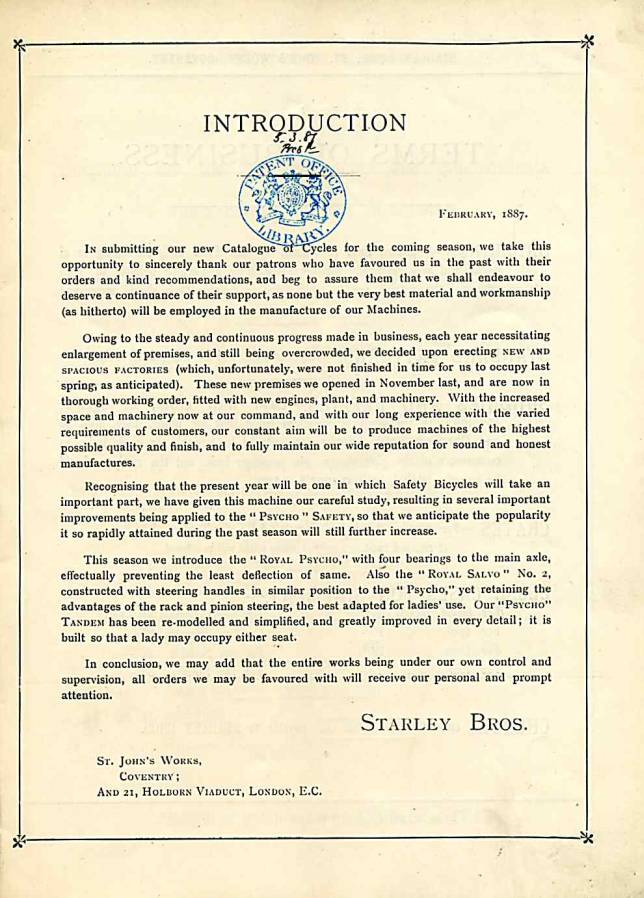 INTRODUCTION
5.3.87
PATENT OFFICE
LIBRARY.
FEBRUARY, 1887.
IN submitting our new Catalogue of Cycles for the coming season, we take this
opportunity to sincerely thank our patrons who have favoured us in the past with their
orders and kind recommendations, and beg to assure them that we shall endeavour to
deserve a continuance of their support, as none but the very best material and workmanship
(as hitherto) will be employed in the manufacture of our Machines.
Owing to the steady and continuous progress made in business, each year necessitating
enlargement of premises, and still being overcrowded, we decided upon erecting NEW AND
SPACIOUS FACTORIES (which, unfortunately, were not finished in time for us to occupy last
spring, as anticipated). These new premises we opened in November last, and are now in
thorough working order, fitted with new engines, plant, and machinery. With the increased
space and machinery now at our command, and with our long experience with the varied
requirements of customers, our constant aim will be to produce machines of the highest
possible quality and finish, and to fully maintain our wide reputation for sound and honest
manufactures.
Recognising that the present year will be one in which Safety Bicycles will take an
important part, we have given this machine our careful study, resulting in several important
improvements being applied to the "PSYCHO" SAFETY, so that we anticipate the popularity
it so rapidly attained during the past season will still further increase.
This season we introduce the "ROYAL PSYCHO," with four bearings to the main axle,
effectually preventing the least deflection of same. Also the "ROYAL SALVO" No. 2,
constructed with steering handles in similar position to the "Psycho," yet retaining the
advantages of the rack and pinion steering, the best adapted for ladies' use. Our "PSYCHO"
TANDEM has been re-modelled and simplified, and greatly improved in every detail; it is
built so that a lady may occupy either seat.
In conclusion, we may add that the entire works being under our own control and
supervision, all orders we may be favoured with will receive our personal and prompt
attention.
STARLEY BROS.
ST. JOHN'S WORKS,
COVENTRY;
AND 21, HOLBORN VIADUCT, LONDON, E.C.